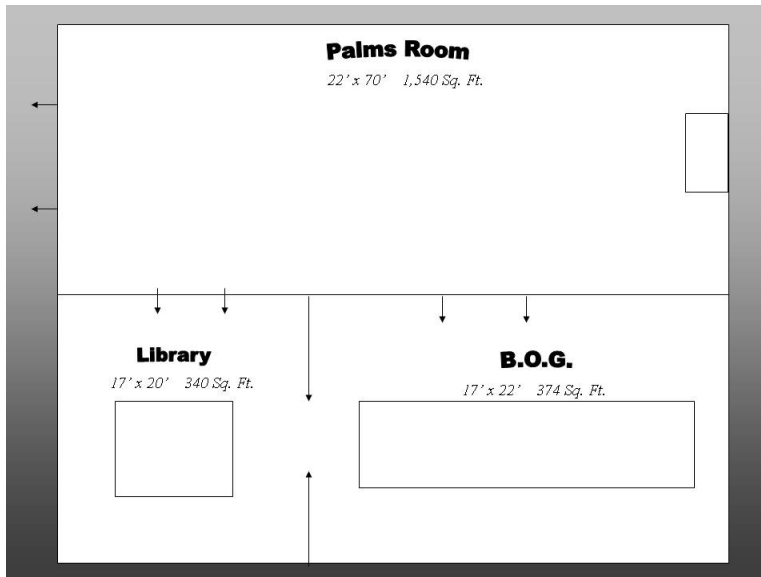 Palms Room
22' x 70' 1,540 Sq. Ft.
Library
17' x 20' 340 Sq. Ft.
B.O.G.
17' x 22' 374 Sq. Ft.